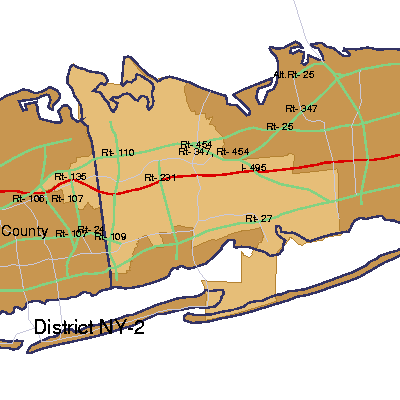 Alt. Rt- 25
Rt- 347
Rt- 25
Rt- 454
Rt- 110
Rt- 347, Rt- 454
I- 495
Rt- 135
Rt- 231
Rt- 106, Rt- 107
Rt- 27
County
Rt- 107
Rt- 24
Rt- 109
District NY-2